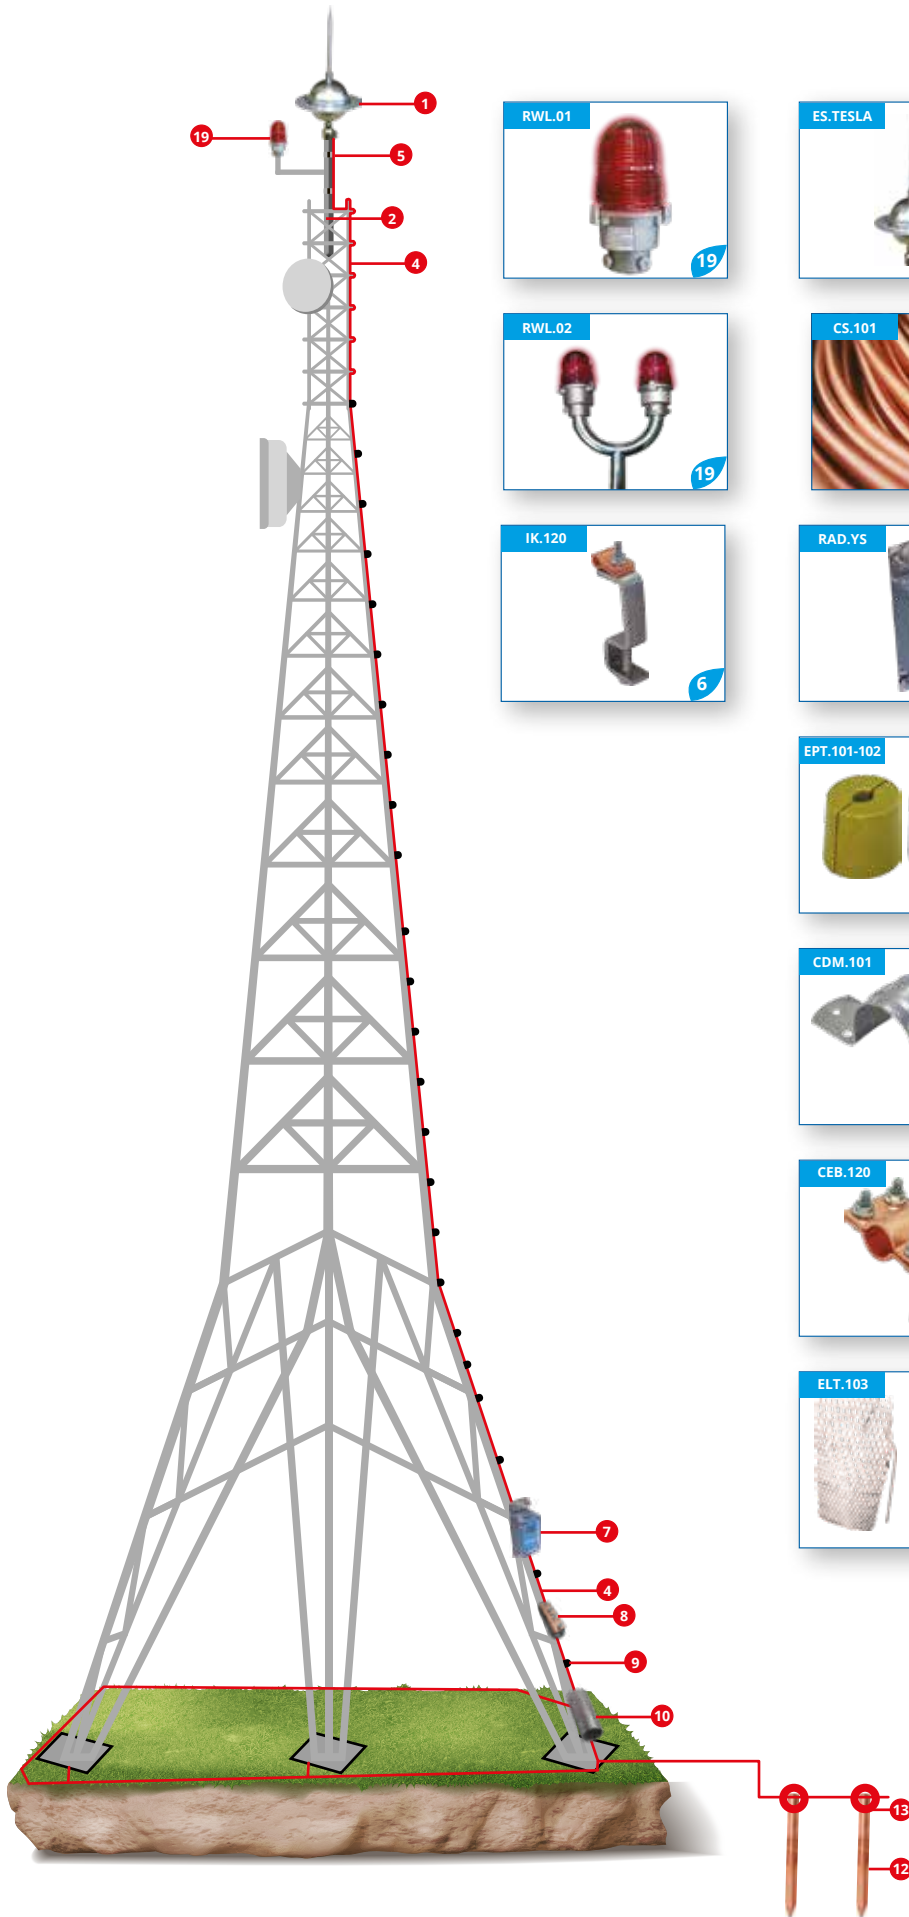 1
19
5
2
4
RWL.01
19
ES.TESLA
RWL.02
19
CS.101
IK.120
6
RAD.YS
EPT.101-102
CDM.101
CEB.120
ELT.103
7
4
8
9
10
13
12